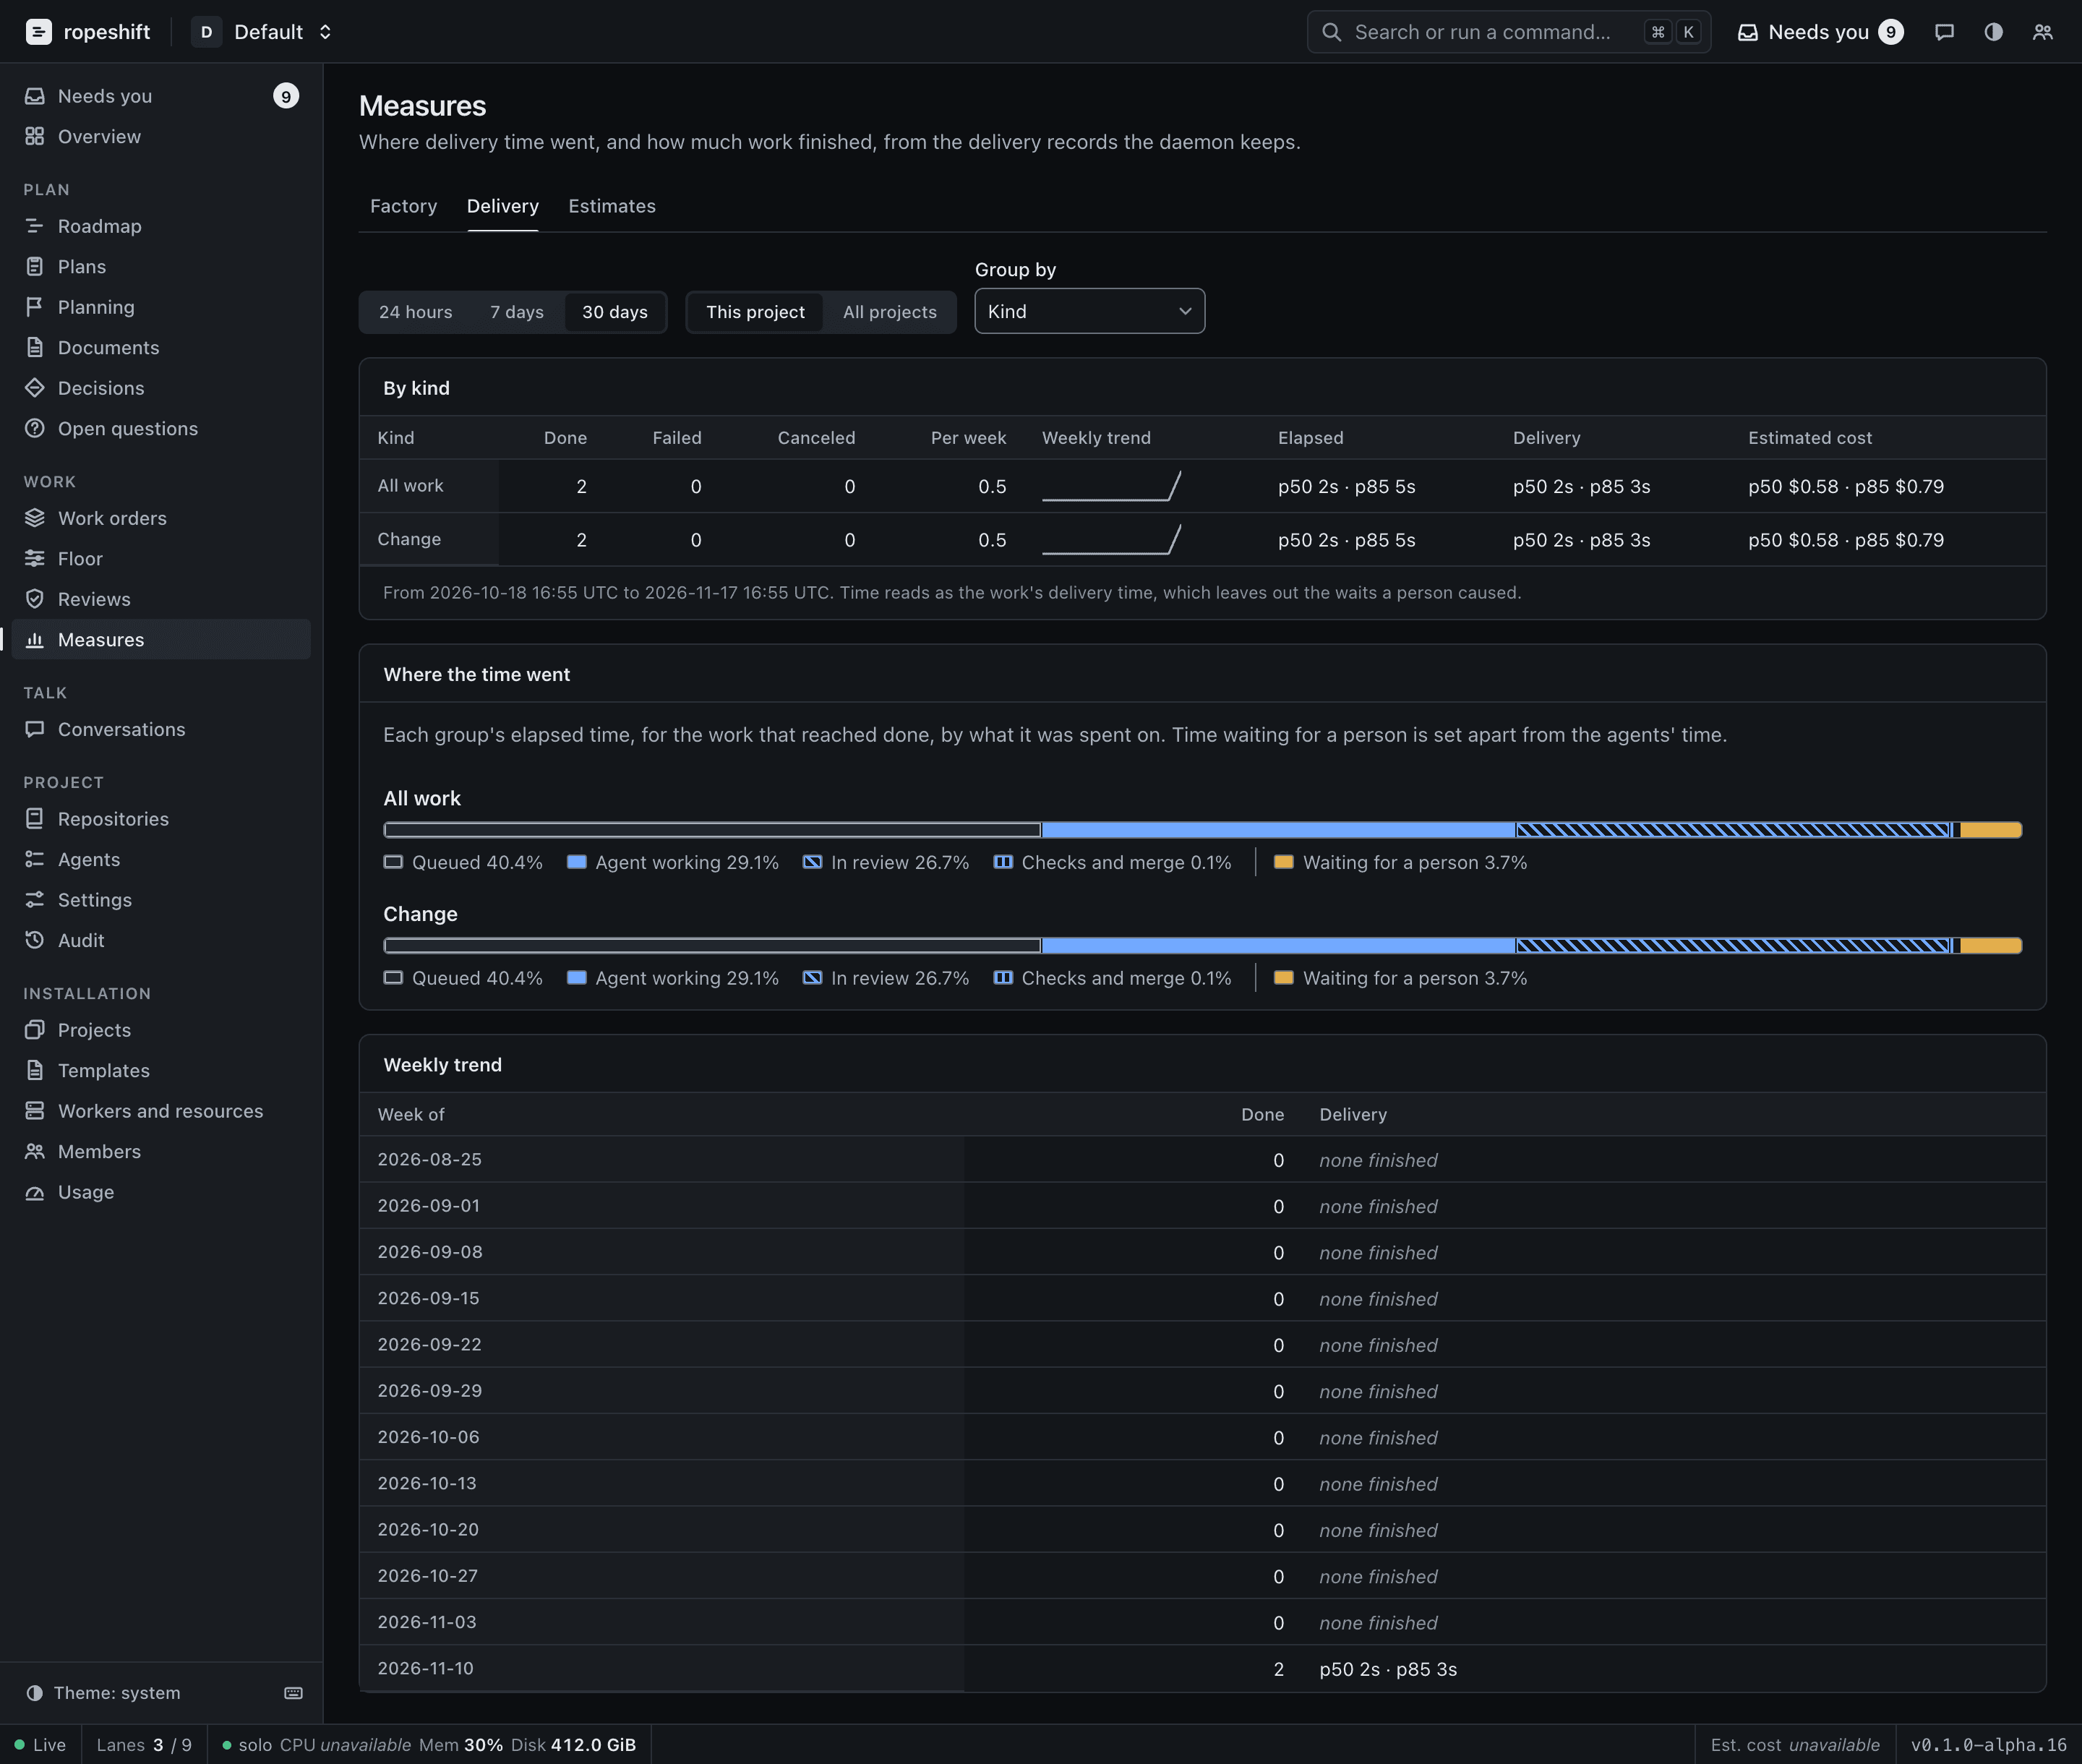 ropeshift
D Default
Search or run a command... ⌘ K
Needs you 9
Needs you 9
Overview
PLAN
Roadmap
Plans
Planning
Documents
Decisions
Open questions
WORK
Work orders
Floor
Reviews
Measures
TALK
Conversations
PROJECT
Repositories
Agents
Settings
Audit
INSTALLATION
Projects
Templates
Workers and resources
Members
Usage
Theme: system
Measures
Where delivery time went, and how much work finished, from the delivery records the daemon keeps.
Factory Delivery Estimates
Group by
24 hours 7 days 30 days This project All projects Kind
By kind
Kind Done Failed Canceled Per week Weekly trend Elapsed Delivery Estimated cost
All work 2 0 0 0.5 p50 2s · p85 5s p50 2s · p85 3s p50 $0.58 · p85 $0.79
Change 2 0 0 0.5 p50 2s · p85 5s p50 2s · p85 3s p50 $0.58 · p85 $0.79
From 2026-10-18 16:55 UTC to 2026-11-17 16:55 UTC. Time reads as the work's delivery time, which leaves out the waits a person caused.
Where the time went
Each group's elapsed time, for the work that reached done, by what it was spent on. Time waiting for a person is set apart from the agents' time.
All work
Queued 40.4% Agent working 29.1% In review 26.7% Checks and merge 0.1% Waiting for a person 3.7%
Change
Queued 40.4% Agent working 29.1% In review 26.7% Checks and merge 0.1% Waiting for a person 3.7%
Weekly trend
Week of Done Delivery
2026-08-25 0 none finished
2026-09-01 0 none finished
2026-09-08 0 none finished
2026-09-15 0 none finished
2026-09-22 0 none finished
2026-09-29 0 none finished
2026-10-06 0 none finished
2026-10-13 0 none finished
2026-10-20 0 none finished
2026-10-27 0 none finished
2026-11-03 0 none finished
2026-11-10 2 p50 2s · p85 3s
Live Lanes 3 / 9 solo CPU unavailable Mem 30% Disk 412.0 GiB Est. cost unavailable v0.1.0-alpha.16